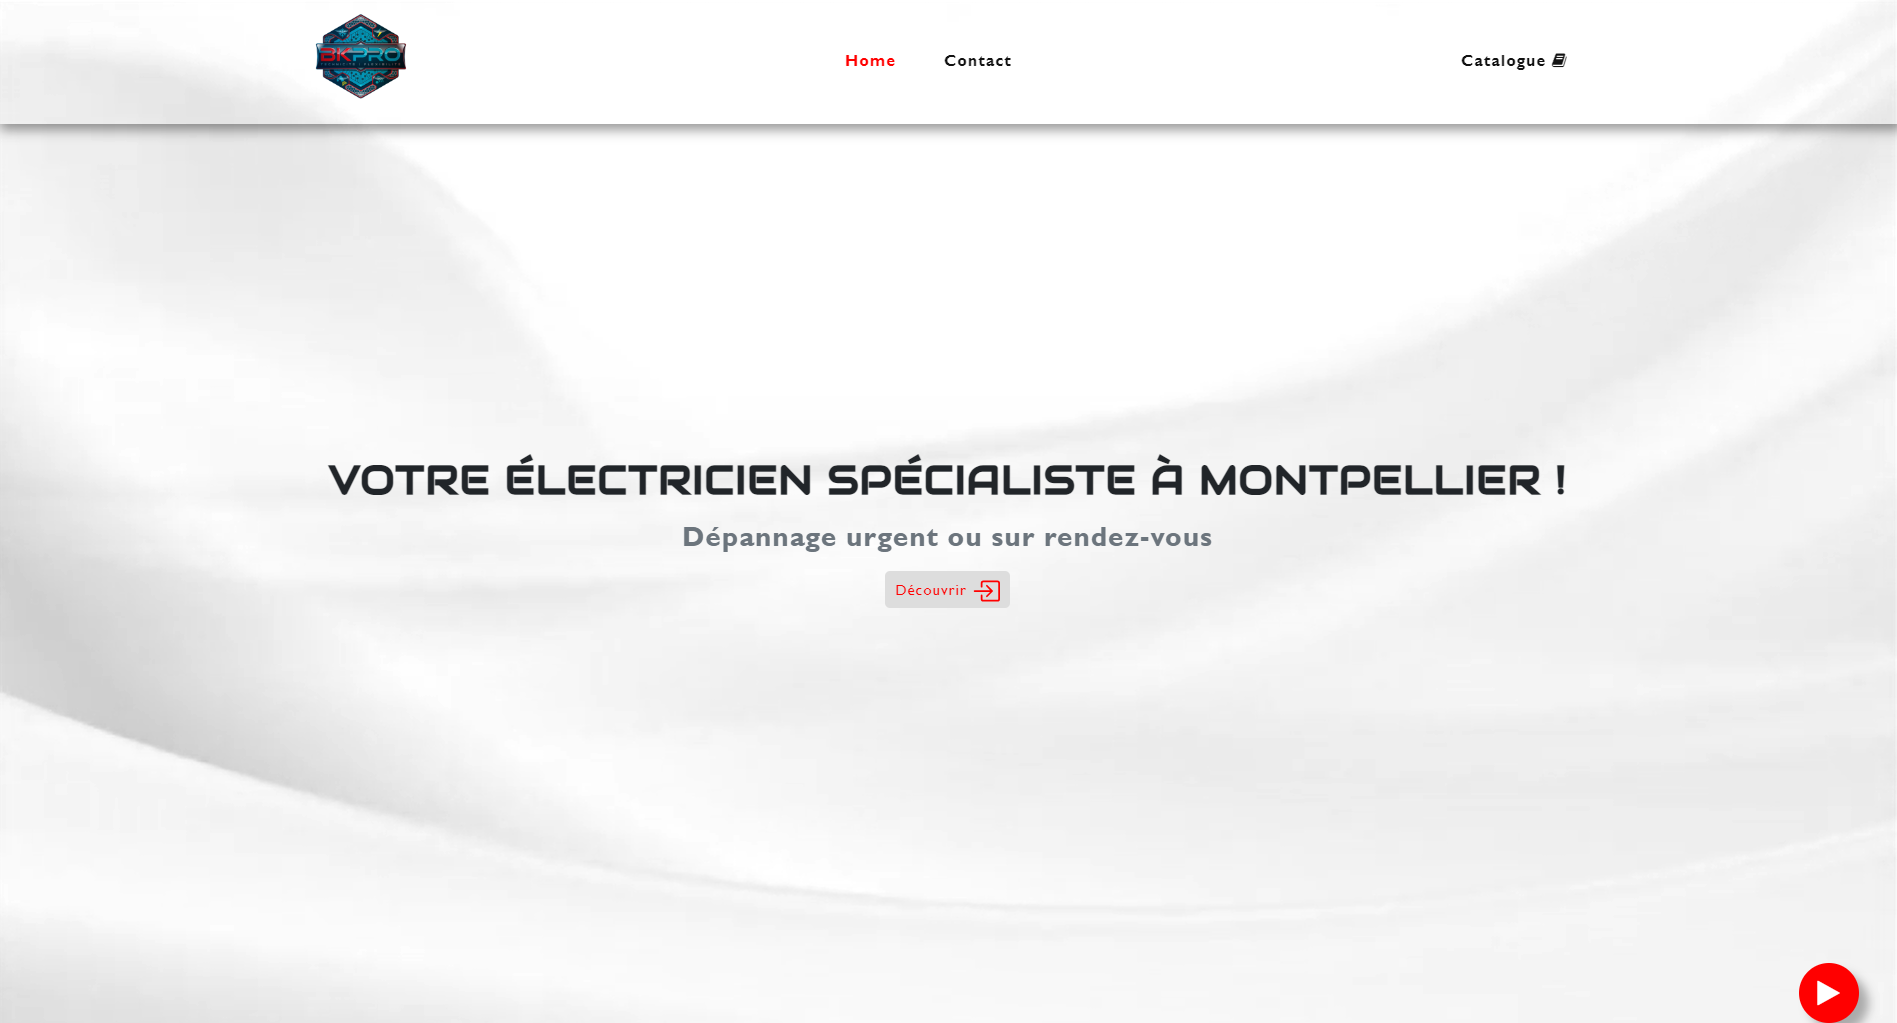 BKPRO
Home
Contact
Catalogue
VOTRE ÉLECTRICIEN SPÉCIALISTE À MONTPELLIER !
Dépannage urgent ou sur rendez-vous
Découvrir